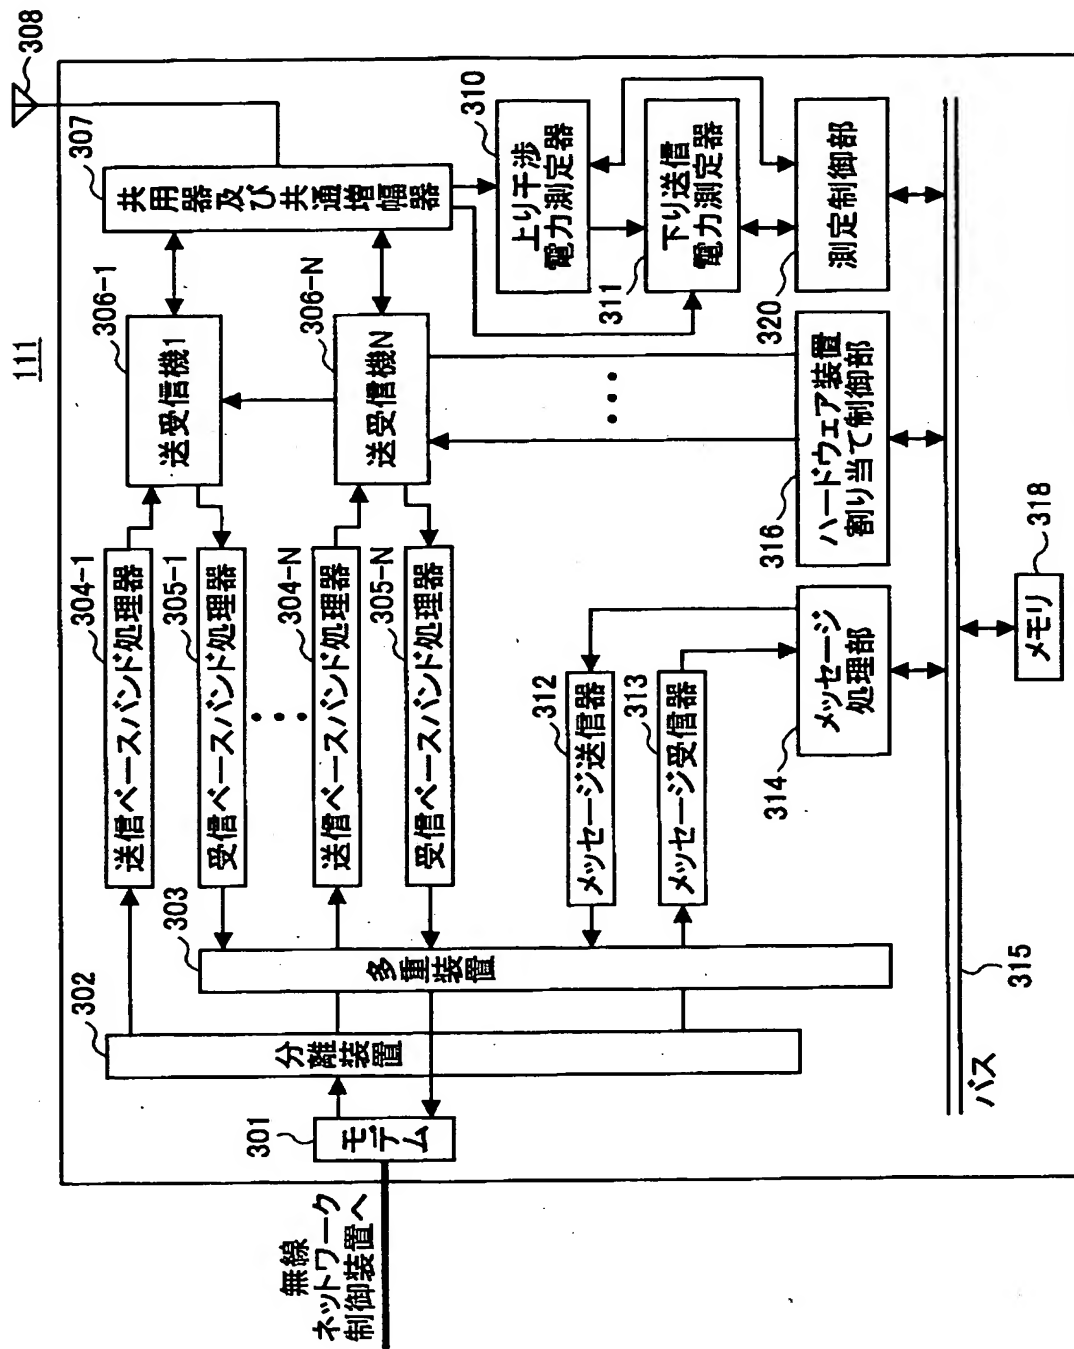 111
308
307
共用器及び共通増幅器
306-1
送受信機1
306-N
送受信機N
310
上り干渉
電力測定器
311
下り送信
電力測定器
320
測定制御部
304-1
送信ベースバンド処理器
305-1
受信ベースバンド処理器
304-N
送信ベースバンド処理器
305-N
受信ベースバンド処理器
316
ハードウェア装置
割り当て制御部
312
メッセージ送信器
313
メッセージ受信器
314
メッセージ
処理部
318
メモリ
303
多重装置
302
分離装置
301
モデム
315
バス
無線
ネットワーク
制御装置へ